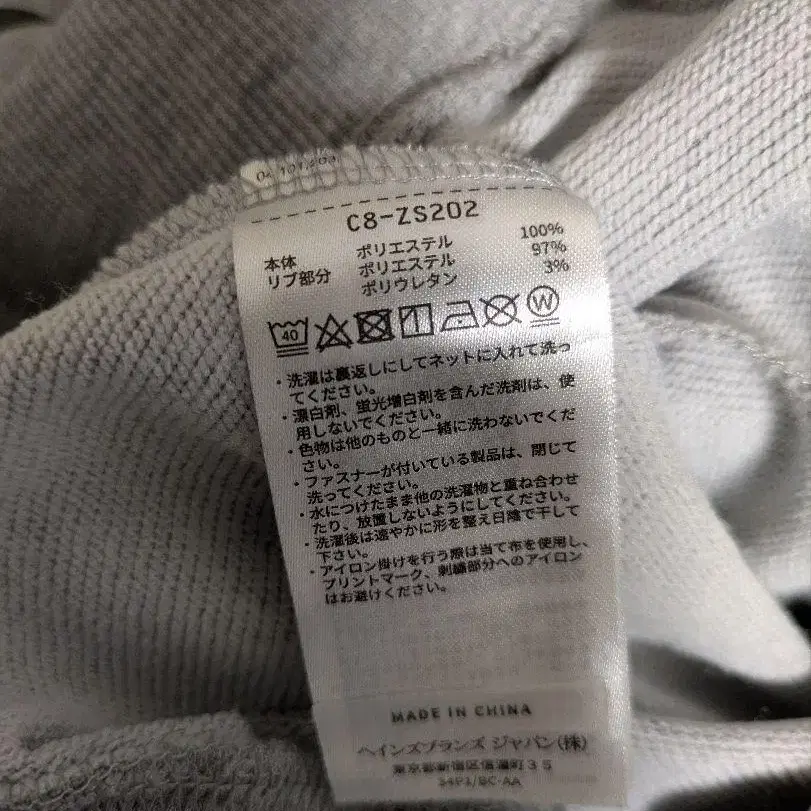 C8-ZS202
本体 ポリエステル 100%
リブ部分 ポリエステル 97%
ポリウレタン 3%
40
W
・洗濯は裏返しにしてネットに入れて洗っ
てください。
・漂白剤、蛍光増白剤を含んだ洗剤は、使
用しないでください。
・色物は他のものと一緒に洗わないでくだ
さい。
・ファスナーが付いている製品は、閉じて
洗ってください。
・水につけたまま他の洗濯物と重ね合わせ
たり、放置しないようにしてください。
・洗濯後は速やかに形を整え日陰で干して
下さい。
・アイロン掛けを行う際は当て布を使用し、
プリントマーク、刺繍部分へのアイロン
はお避けください。
MADE IN CHINA
ヘインズブランズ ジャパン(株)
東京都新宿区
34P1/BC-AA